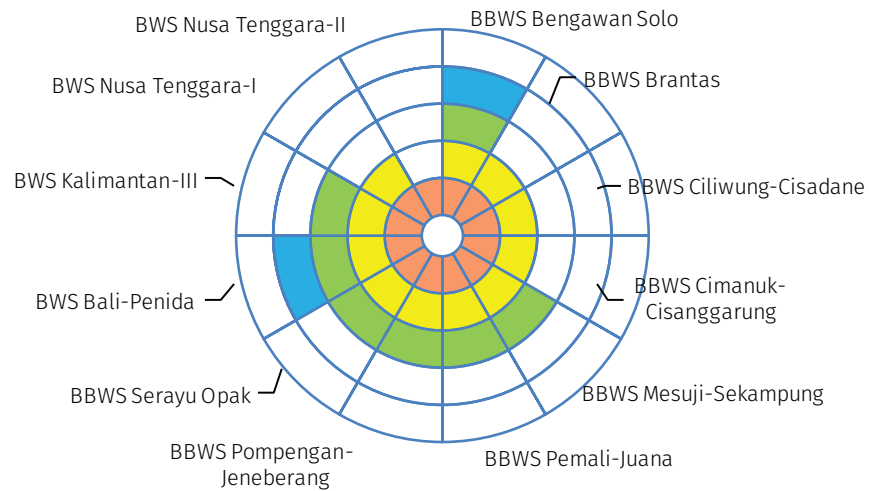 BWS Nusa Tenggara-II
BBWS Bengawan Solo
BWS Nusa Tenggara-I
BBWS Brantas
BWS Kalimantan-III
BBWS Ciliwung-Cisadane
BWS Bali-Penida
BBWS Cimanuk-
Cisanggarung
BBWS Serayu Opak
BBWS Mesuji-Sekampung
BBWS Pompengan-
Jeneberang
BBWS Pemali-Juana